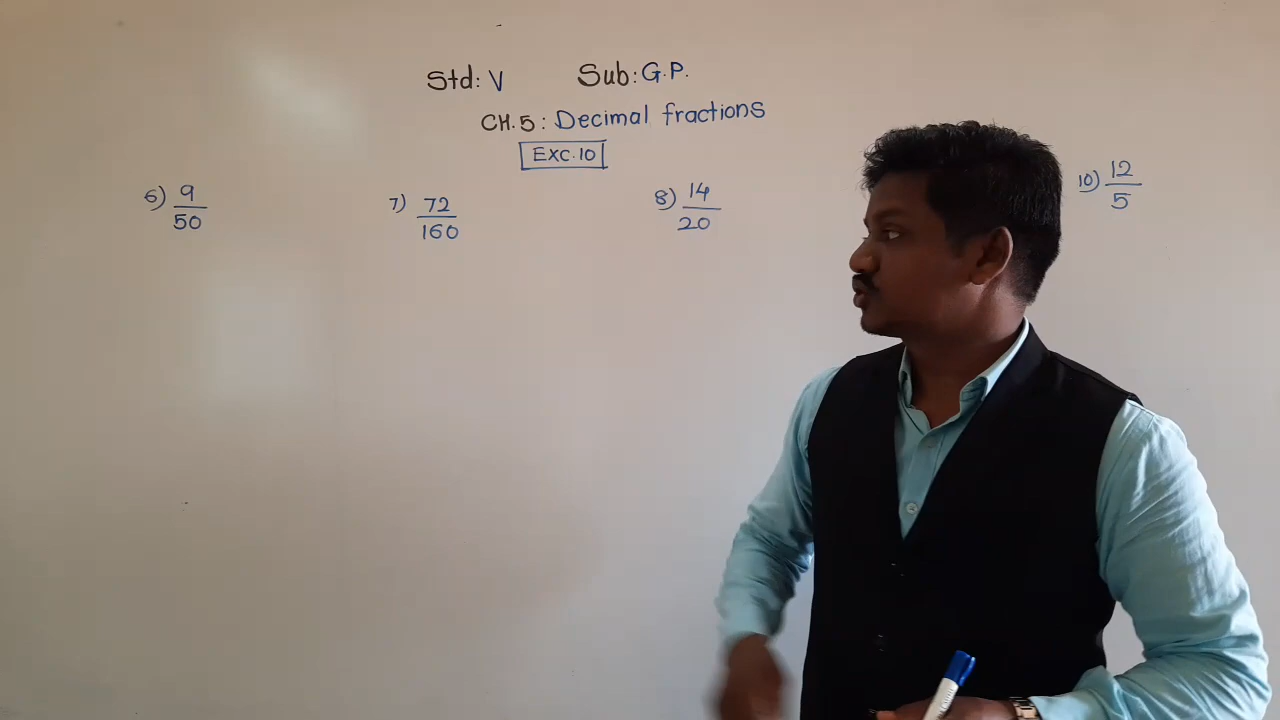 Std: V Sub: G.P.
CH.5: Decimal fractions
Exc.10
6) 9
50
7) 72
160
8) 14
20
10) 12
5